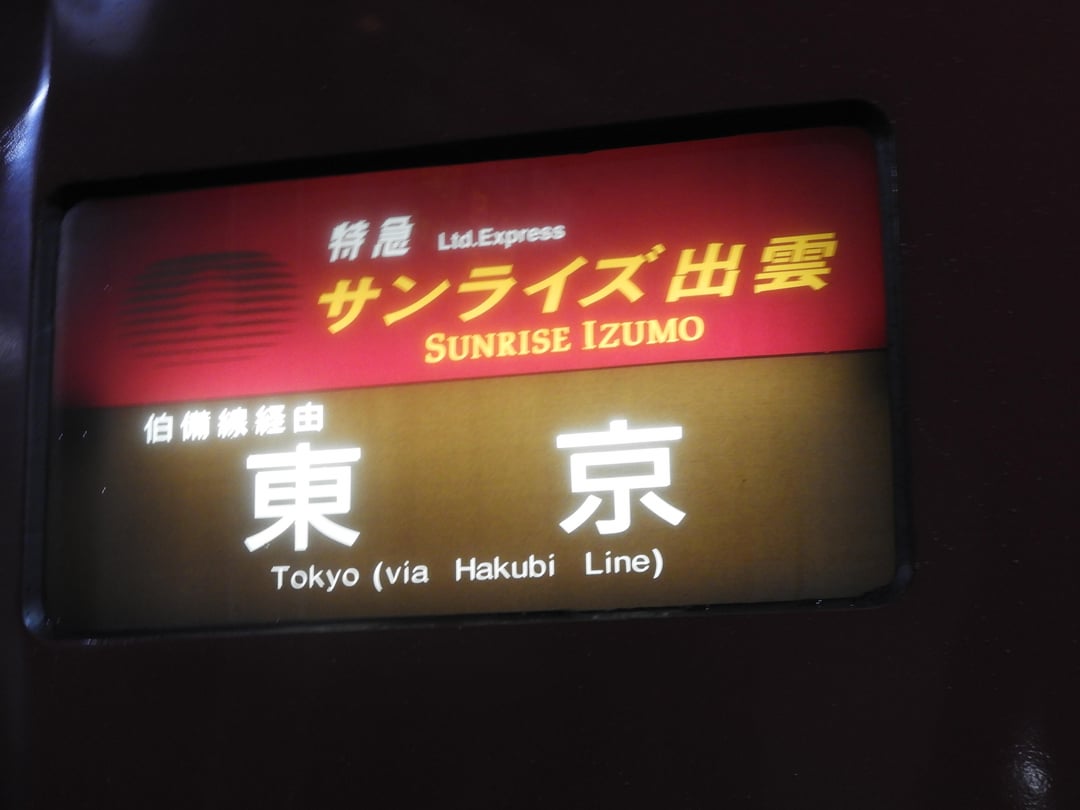 特急 Ltd.Express
サンライズ出雲
SUNRISE IZUMO
伯備線経由
東京
Tokyo (via Hakubi Line)